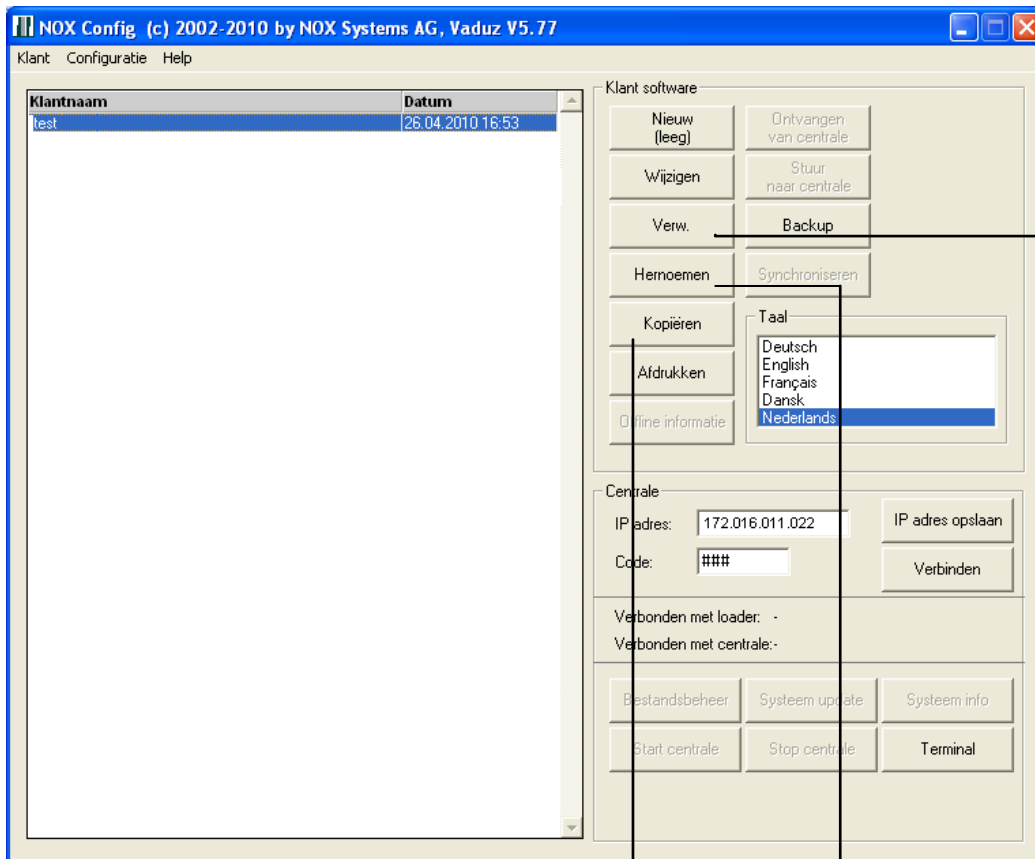 NOX Config (c) 2002-2010 by NOX Systems AG, Vaduz V5.77
Klant Configuratie Help
Klantnaam Datum
test 26.04.2010 16:53
Klant software
Nieuw
(leeg)
Ontvangen
van centrale
Wijzigen
Stuur
naar centrale
Verw.
Backup
Hernoemen
Synchroniseren
Kopiëren
Afdrukken
Offline informatie
Taal
Deutsch
English
Français
Dansk
Nederlands
Centrale
IP adres: 172.016.011.022
IP adres opslaan
Code: ###
Verbinden
Verbonden met loader: -
Verbonden met centrale:-
Bestandsbeheer
Systeem update
Systeem info
Start centrale
Stop centrale
Terminal